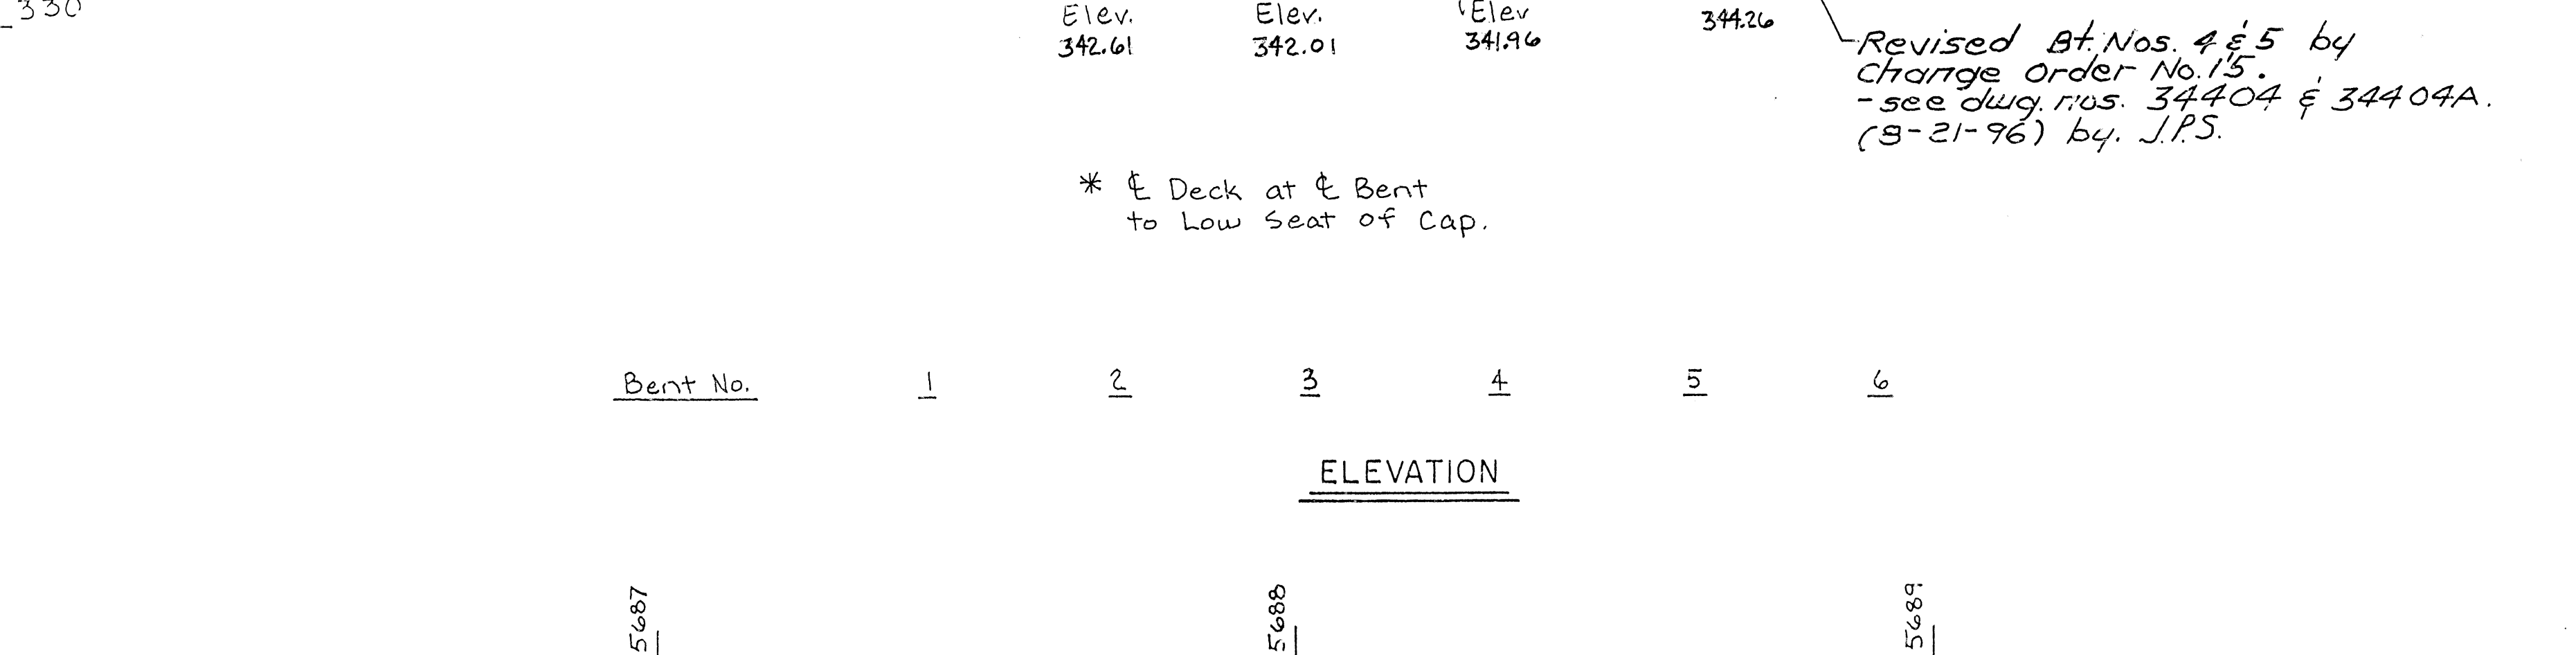 330
Elev. Elev. Elev
342.61 342.01 341.96 344.26
Revised Bt. Nos. 4 & 5 by
Change Order No. 15.
- see dwg. nos. 34404 & 34404A.
-21-96) by. J.P.S.
* ℄ Deck at ℄ Bent
to Low Seat of Cap.
Bent No. 1 2 3 4 5 6
ELEVATION
5687 5688 5689